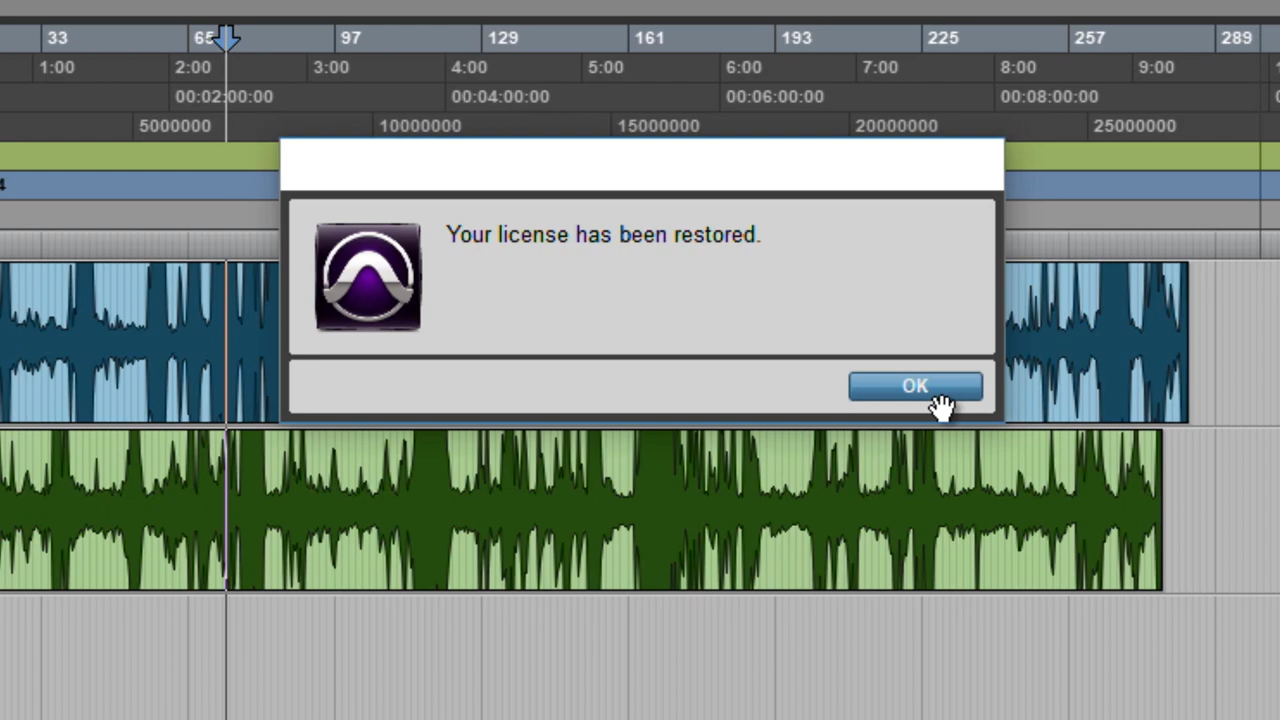 33 65 97 129 161 193 225 257 289
1:00 2:00 3:00 4:00 5:00 6:00 7:00 8:00 9:00
00:02:00:00 00:04:00:00 00:06:00:00 00:08:00:00
5000000 10000000 15000000 20000000 25000000
4
Your license has been restored.
OK